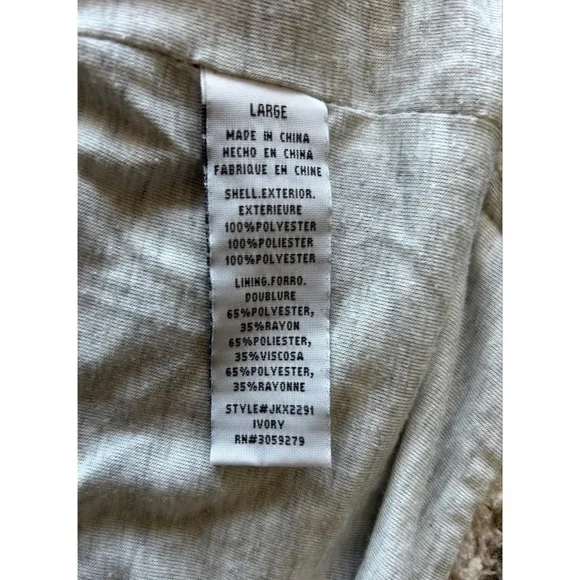 LARGE
MADE IN CHINA
HECHO EN CHINA
FABRIQUE EN CHINE
SHELL.EXTERIOR.
EXTERIEURE
100%POLYESTER
100%POLIESTER
100%POLYESTER
LINING.FORRO.
DOUBLURE
65%POLYESTER,
35%RAYON
65%POLIESTER,
35%VISCOSA
65%POLYESTER,
35%RAYONNE
STYLE#JKX2291
IVORY
RN#3059279